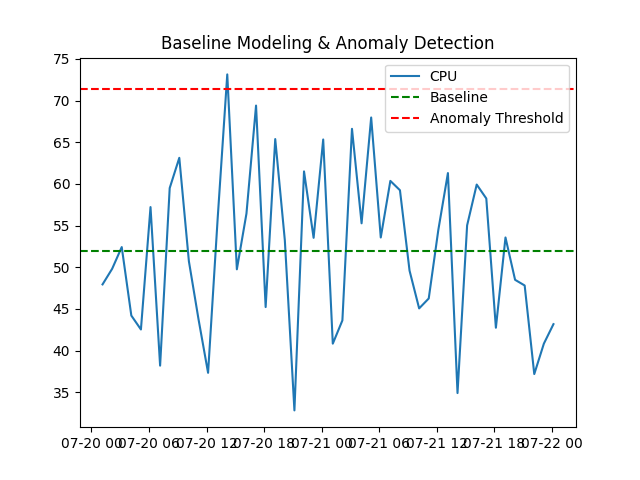 Baseline Modeling & Anomaly Detection
75
70
65
60
55
50
45
40
35
CPU
Baseline
Anomaly Threshold
07-20 00 07-20 06 07-20 12 07-20 18 07-21 00 07-21 06 07-21 12 07-21 18 07-22 00